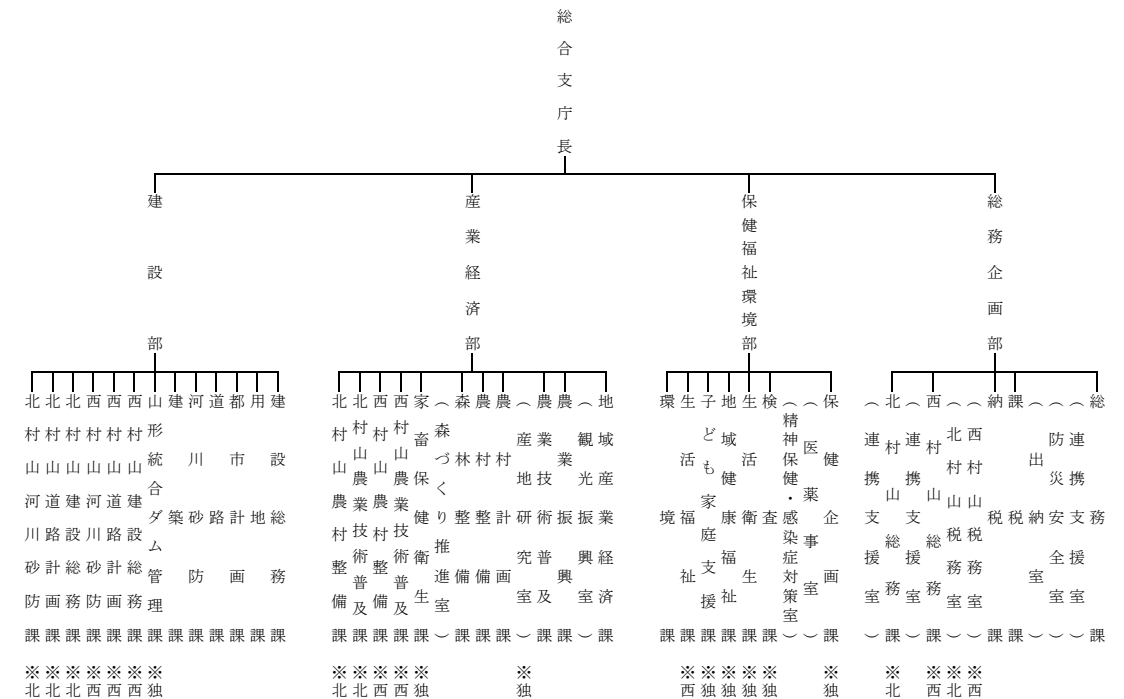 総合支庁長
総務企画部
総務課
（連携支援室）
（防災安全室）
（出納室）
課税課
納税課
（西村山税務室）※西
（北村山税務室）※北
西村山総務課※西
（連携支援室）
北村山総務課※北
（連携支援室）
保健福祉環境部
保健企画課※独
（医薬事室）
（精神保健・感染症対策室）
検査課※独
生活衛生課※独
地域健康福祉課※独
子ども家庭支援課※独
生活福祉課※西
環境課
産業経済部
地域産業経済課
（観光振興室）
農業振興課
農業技術普及課
（産地研究室）※独
農村計画課
農村整備課
森林整備課
（森づくり推進室）
家畜保健衛生課※独
西村山農業技術普及課※西
西村山農村整備課※西
北村山農業技術普及課※北
北村山農村整備課※北
建設部
建設総務課
用地課
都市計画課
道路課
河川砂防課
建築課
山形統合ダム管理課※独
西村山建設総務課※西
西村山道路計画課※西
西村山河川砂防課※西
北村山建設総務課※北
北村山道路計画課※北
北村山河川砂防課※北